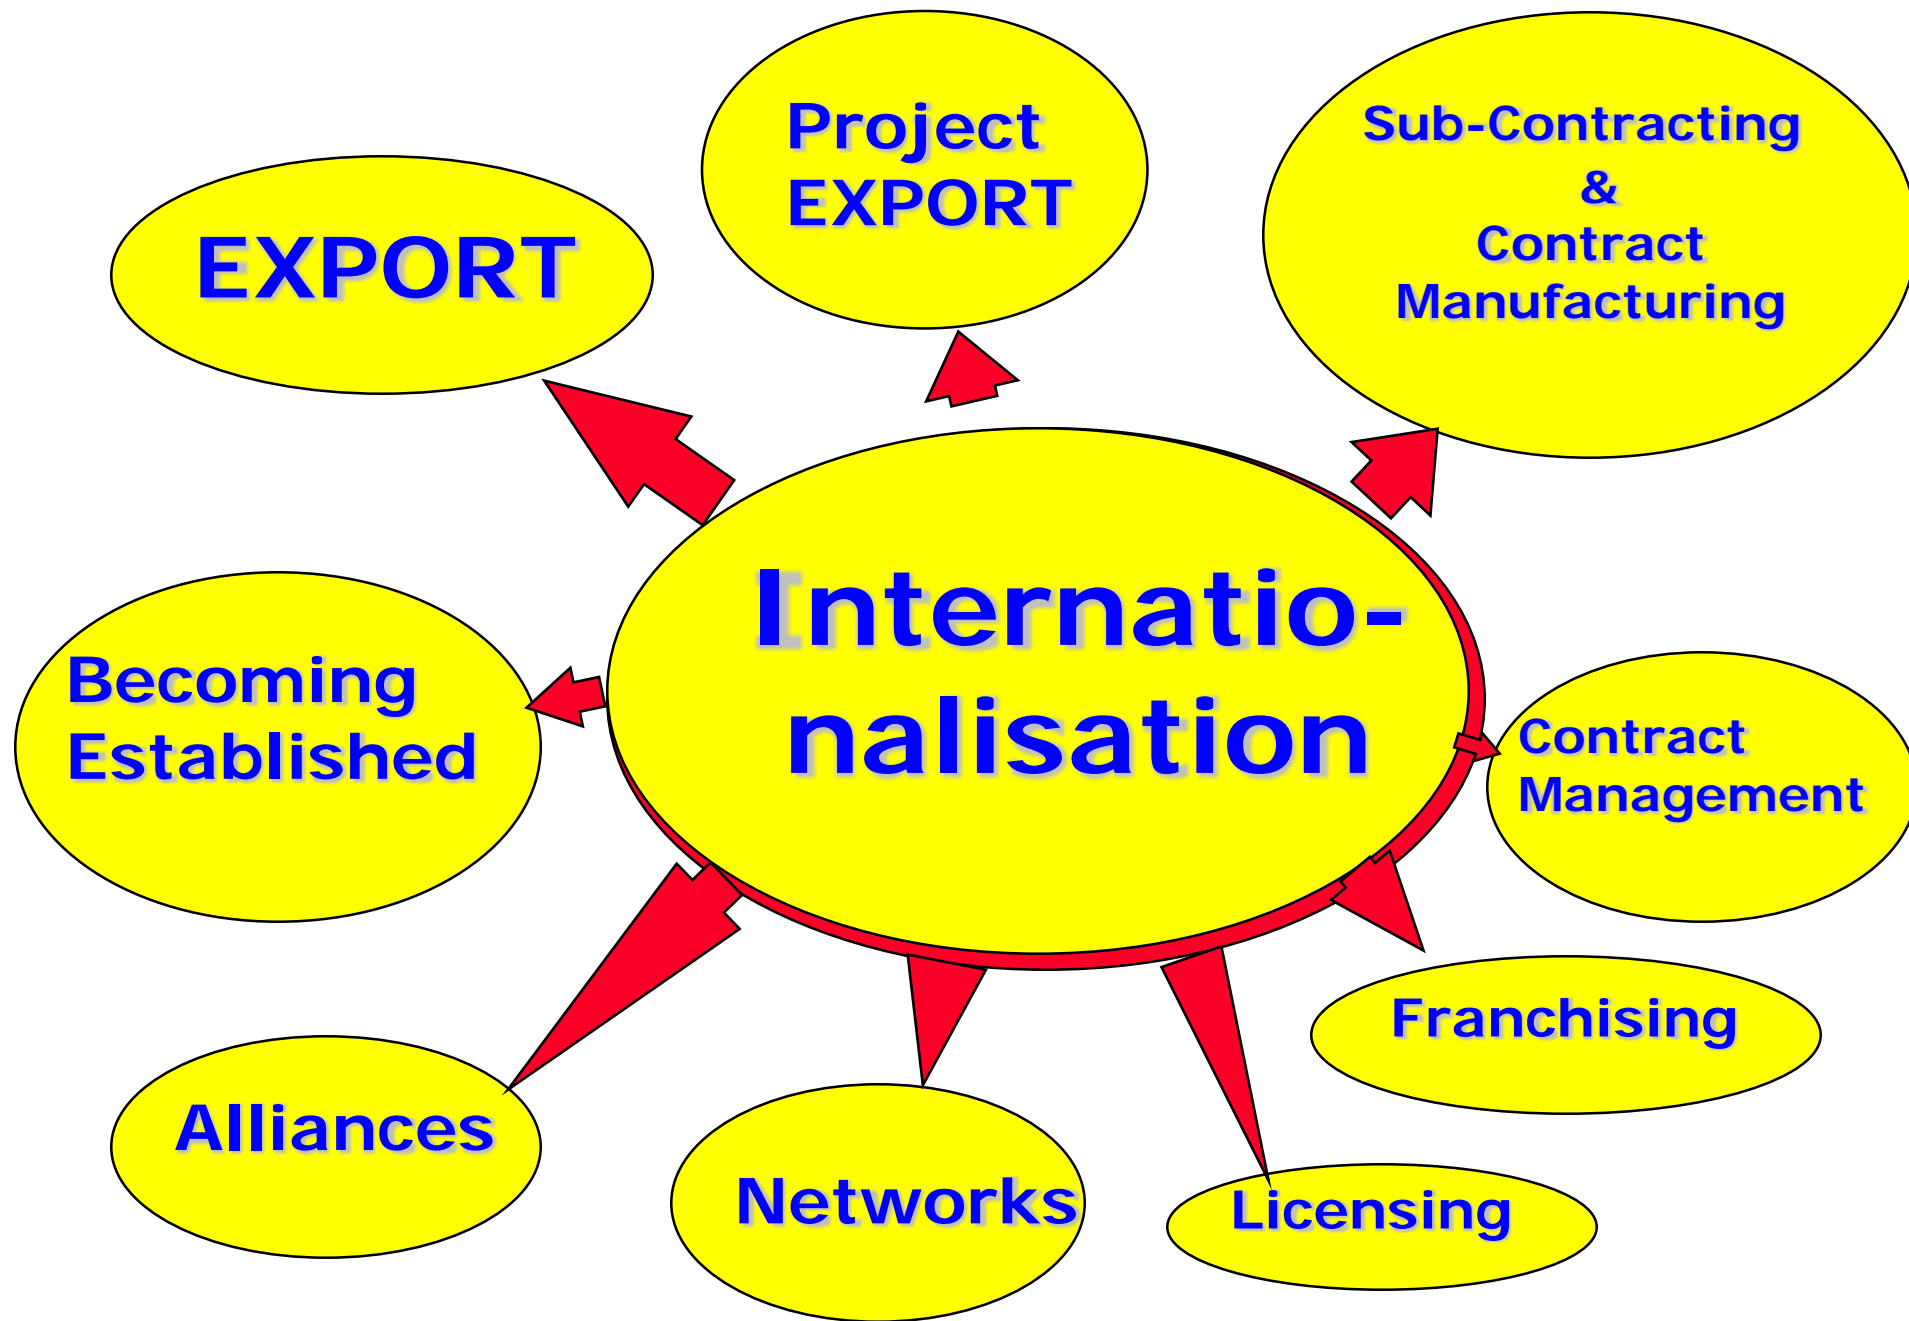 Project
EXPORT
Sub-Contracting
&
Contract
Manufacturing
EXPORT
Internatio-
nalisation
Becoming
Established
Contract
Management
Franchising
Alliances
Networks
Licensing